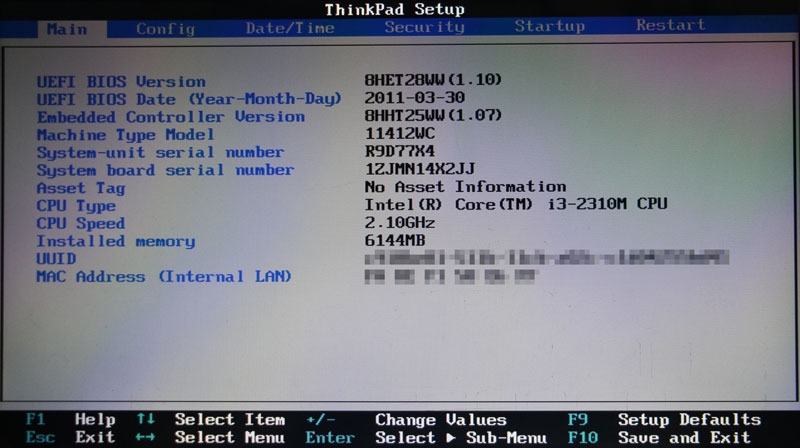 ThinkPad Setup
Main Config Date/Time Security Startup Restart
UEFI BIOS Version 8HET28WW(1.10)
UEFI BIOS Date (Year-Month-Day) 2011-03-30
Embedded Controller Version 8HHT25WW(1.07)
Machine Type Model 11412WC
System-unit serial number R9D77X4
System board serial number 1ZJMN14X2JJ
Asset Tag No Asset Information
CPU Type Intel(R) Core(TM) i3-2310M CPU
CPU Speed 2.10GHz
Installed memory 6144MB
UUID
MAC Address (Internal LAN)
F1 Help ↑↓ Select Item +/- Change Values F9 Setup Defaults
Esc Exit ←→ Select Menu Enter Select ▶ Sub-Menu F10 Save and Exit